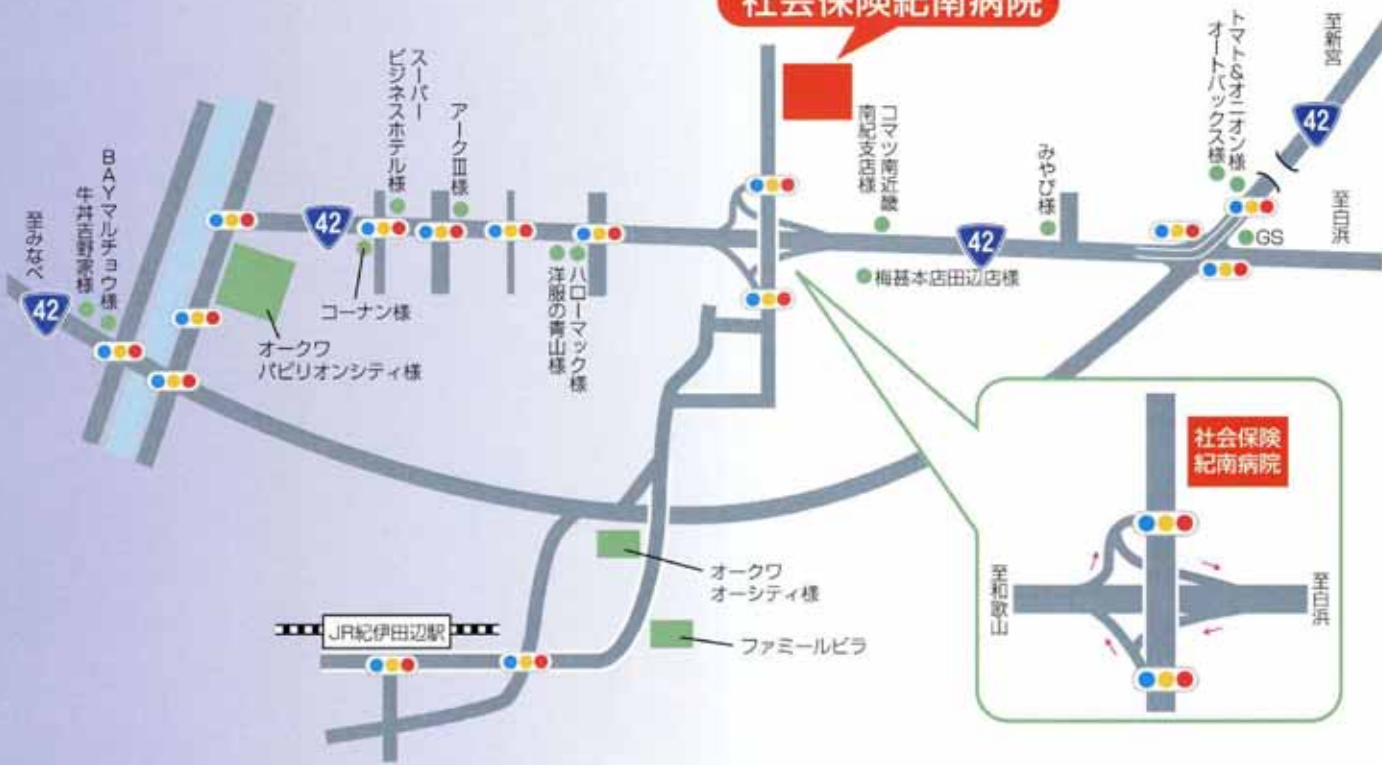 社会保険紀南病院
至新宮
トマト&オニオン様
オートバックス様
42
至白浜
GS
みやび様
コマツ南近畿
南紀支店様
42
梅甚本店田辺店様
アークⅢ様
スーパー
ビジネスホテル様
42
コーナン様
ハローマック様
洋服の青山様
オークワ
パビリオンシティ様
BAYマルチョウ様
牛丼吉野家様
至みなべ
42
オークワ
オーシティ様
ファミールビラ
JR紀伊田辺駅
社会保険
紀南病院
至和歌山
至白浜